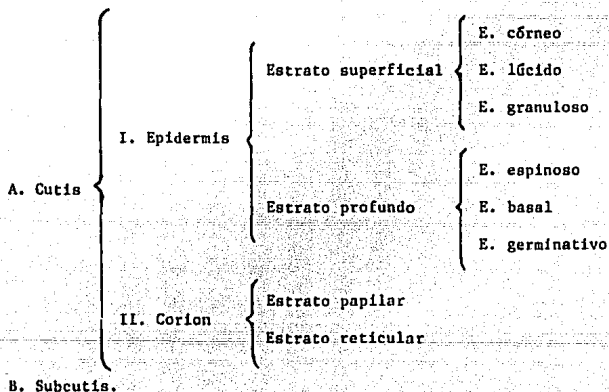 E. córneo
Estrato superficial
E. lúcido
E. granuloso
I. Epidermis
E. espinoso
A. Cutis
Estrato profundo
E. basal
E. germinativo
Estrato papilar
II. Corion
Estrato reticular
B. Subcutis.